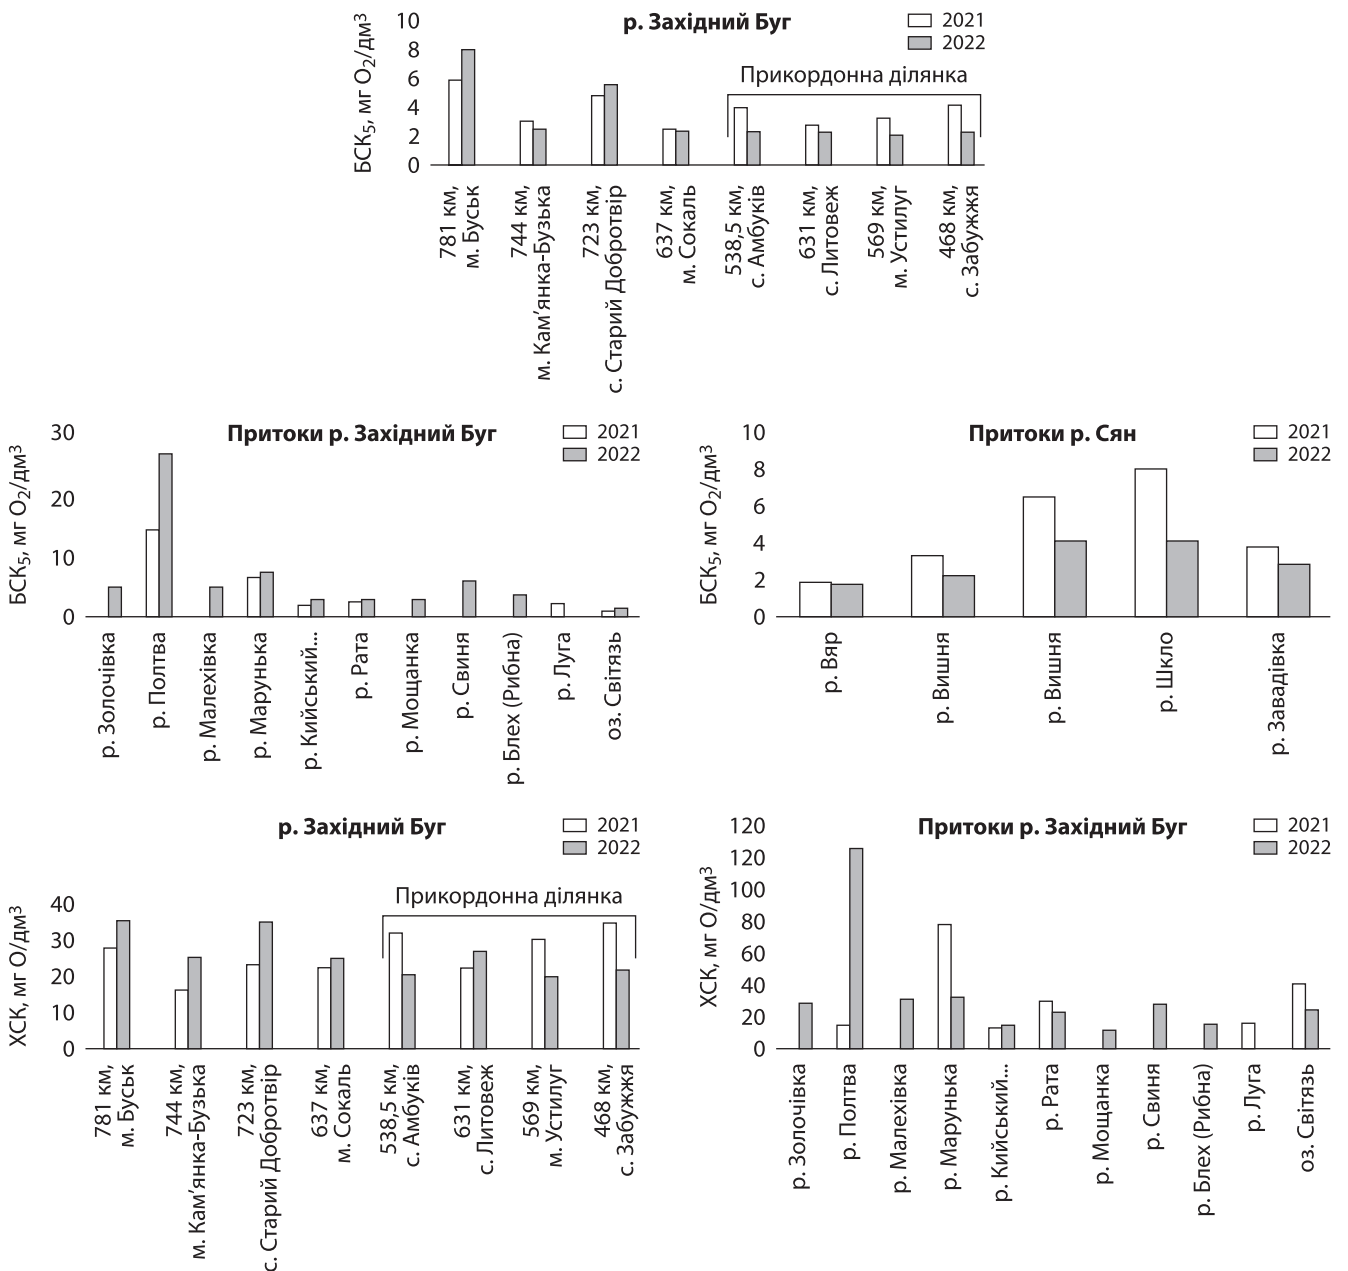 р. Західний Буг
2021
2022
Прикордонна ділянка
БСК5, мг О2/дм³
10
8
6
4
2
0
781 км,
м. Буськ
744 км,
м. Кам’янка-Бузька
723 км,
с. Старий Добротвір
637 км,
м. Сокаль
538,5 км,
с. Амбуків
631 км,
с. Литовеж
569 км,
м. Устилуг
468 км,
с. Забужжя
Притоки р. Західний Буг
2021
2022
БСК5, мг О2/дм³
30
20
10
0
р. Золочівка
р. Полтва
р. Малехівка
р. Марунька
р. Кийський...
р. Рата
р. Мощанка
р. Свиня
р. Блех (Рибна)
р. Луга
оз. Світязь
Притоки р. Сян
2021
2022
БСК5, мг О2/дм³
10
8
6
4
2
0
р. Вяр
р. Вишня
р. Вишня
р. Шкло
р. Завадівка
р. Західний Буг
2021
2022
Прикордонна ділянка
ХСК, мг О/дм³
40
30
20
10
0
781 км,
м. Буськ
744 км,
м. Кам’янка-Бузька
723 км,
с. Старий Добротвір
637 км,
м. Сокаль
538,5 км,
с. Амбуків
631 км,
с. Литовеж
569 км,
м. Устилуг
468 км,
с. Забужжя
Притоки р. Західний Буг
2021
2022
ХСК, мг О/дм³
120
120
100
80
60
40
20
0
р. Золочівка
р. Полтва
р. Малехівка
р. Марунька
р. Кийський...
р. Рата
р. Мощанка
р. Свиня
р. Блех (Рибна)
р. Луга
оз. Світязь